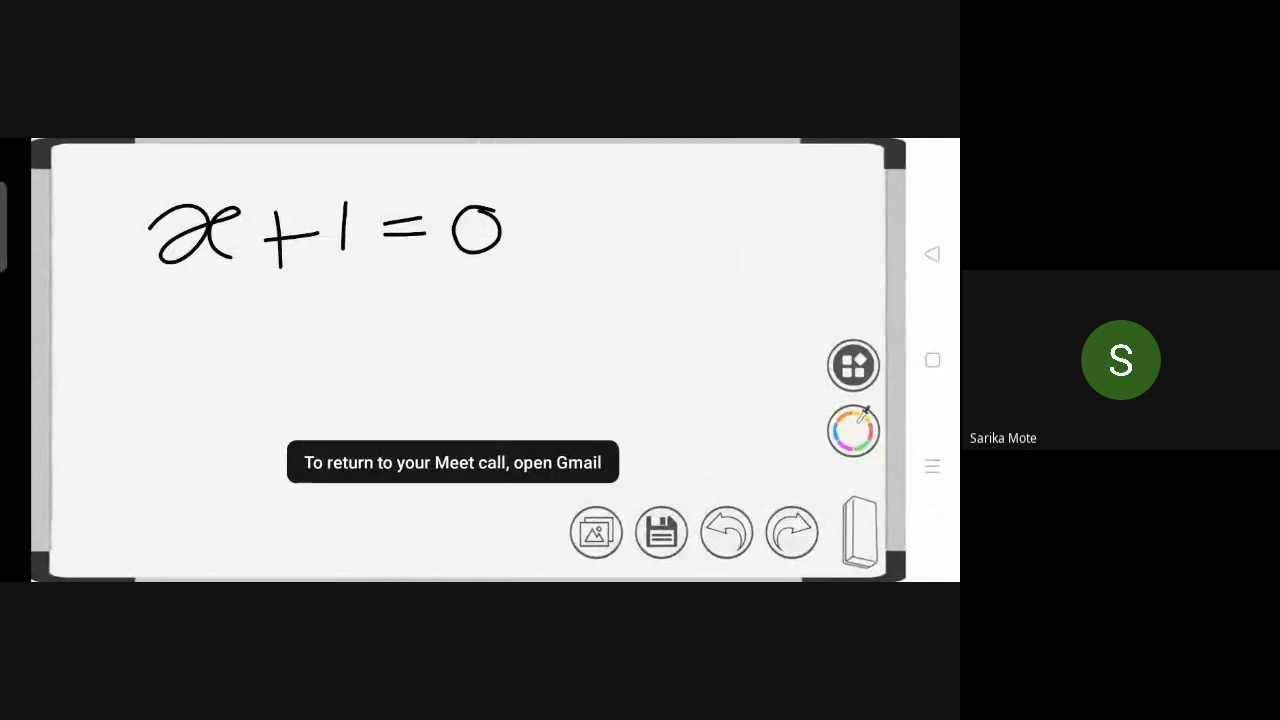 x + 1 = 0
To return to your Meet call, open Gmail
S
Sarika Mote